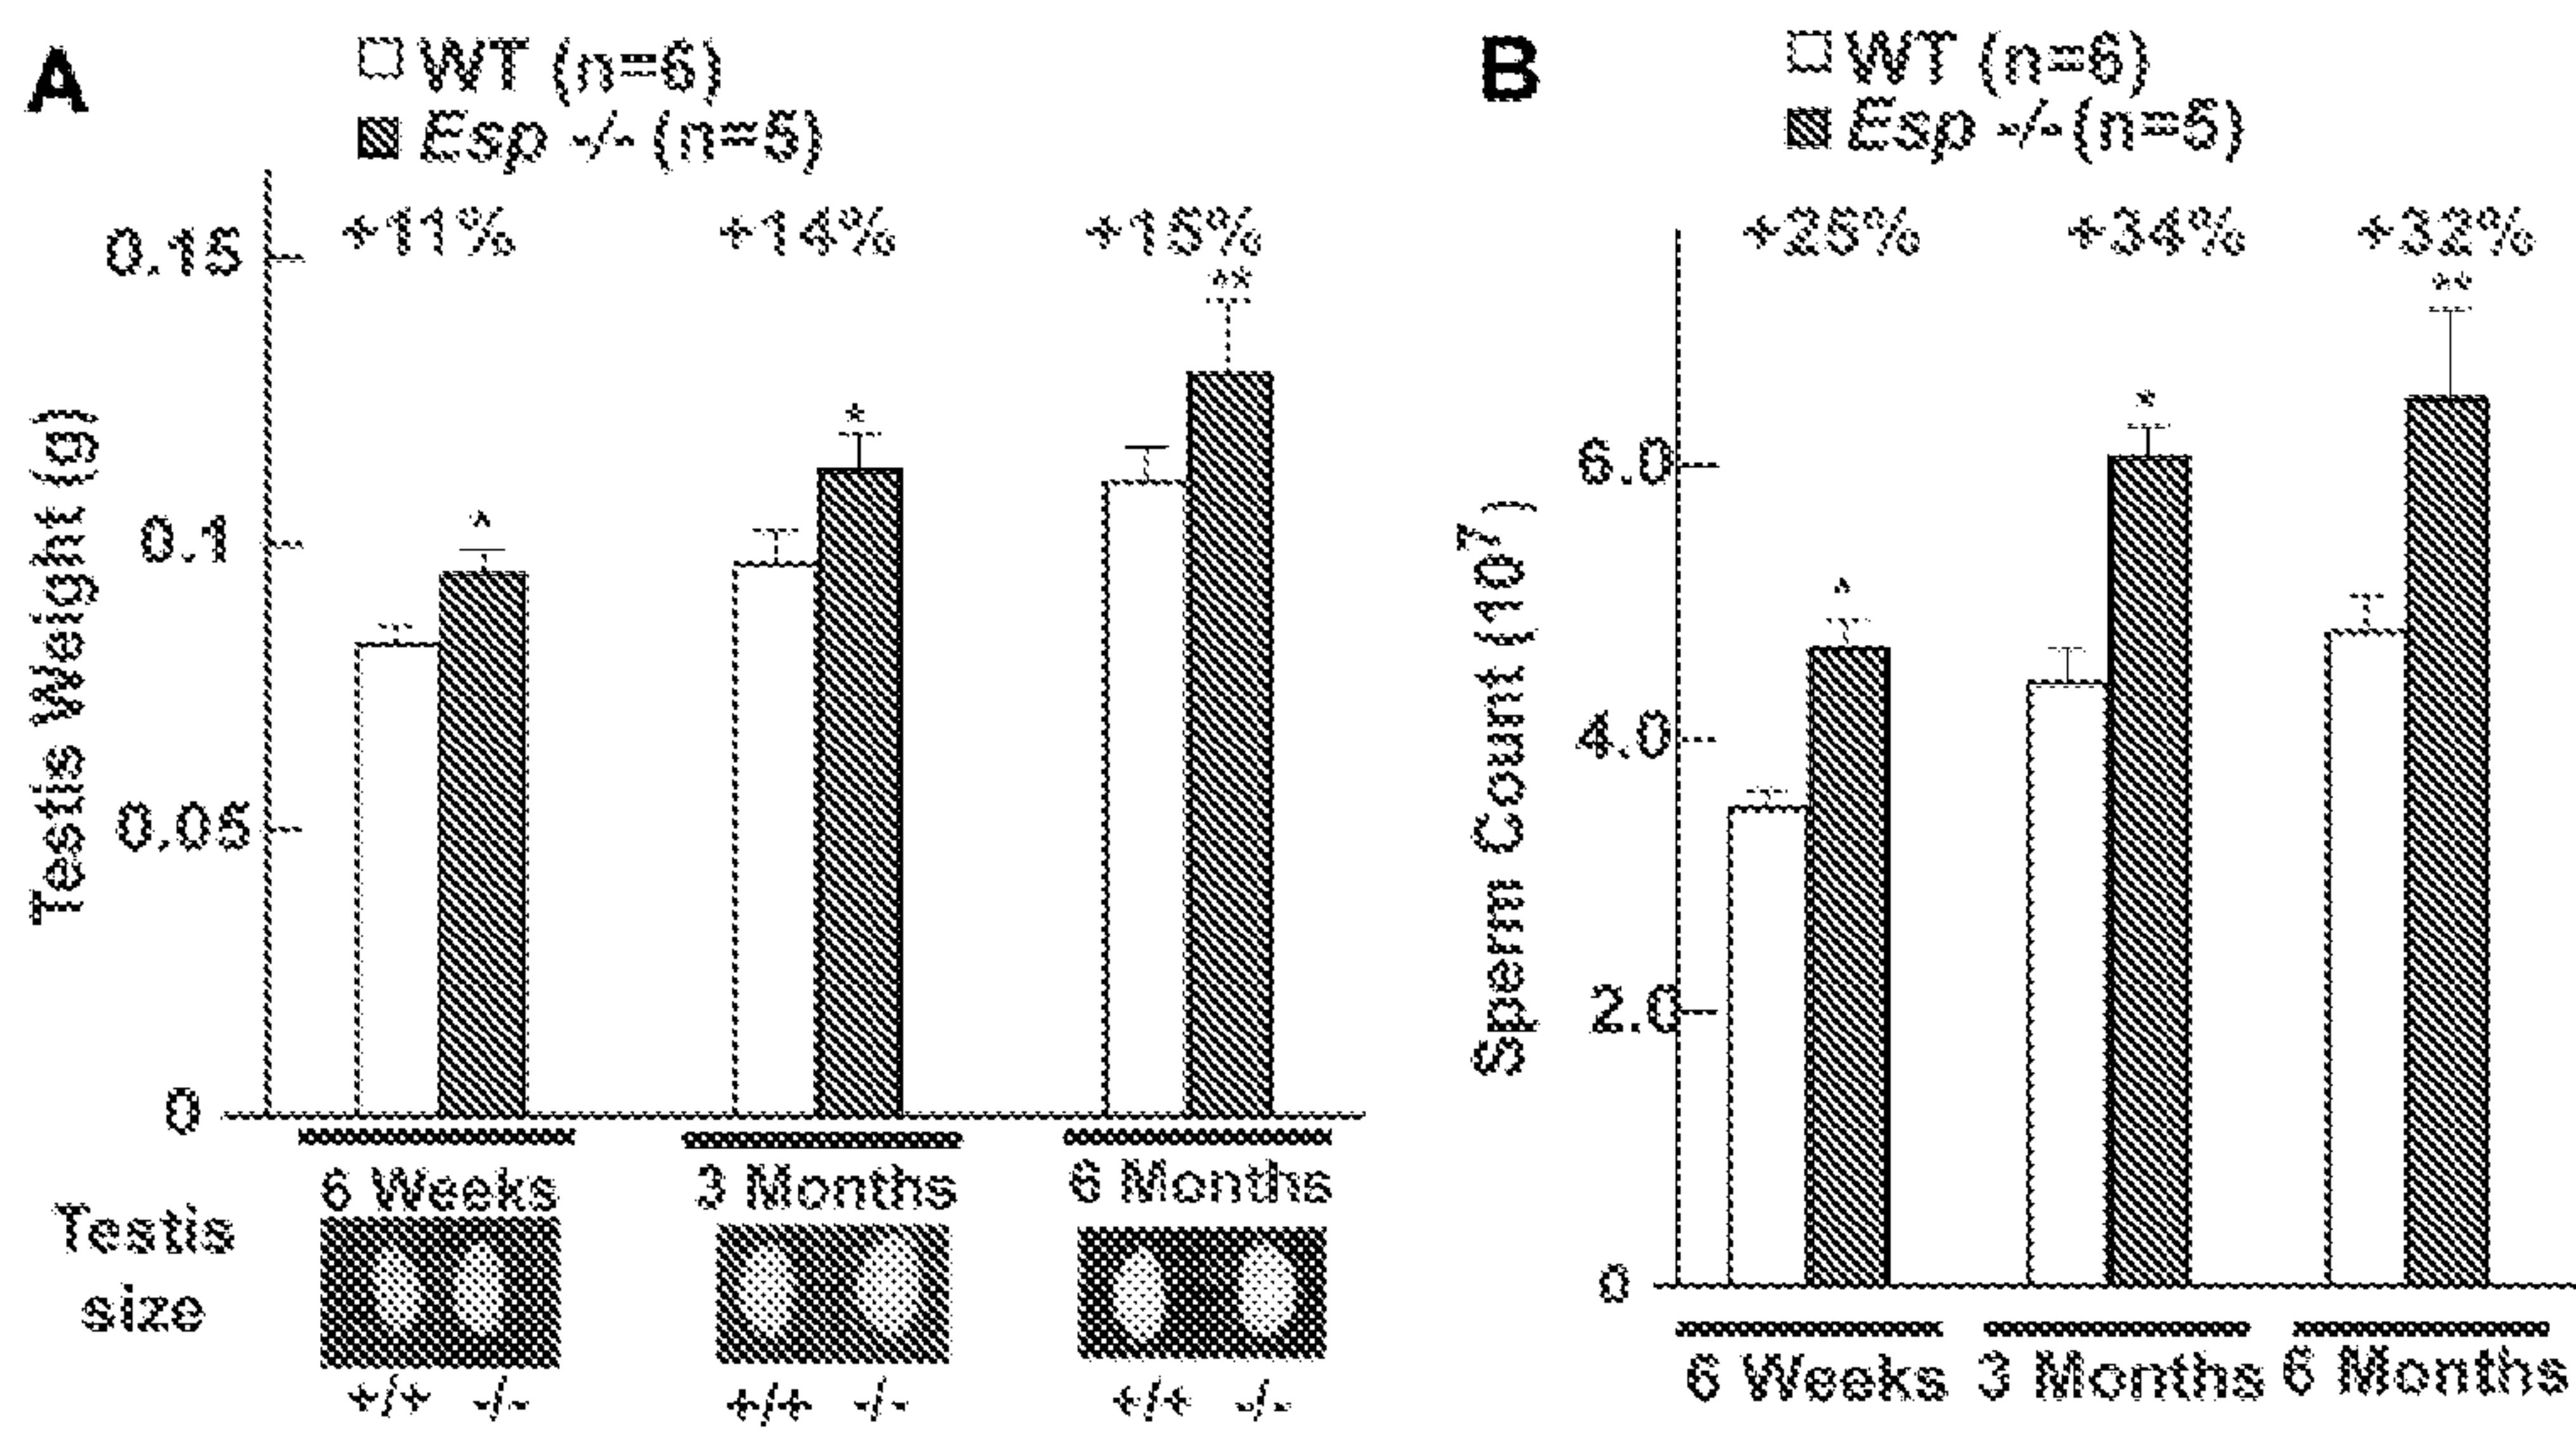 A
WT (n=6)
Esp -/- (n=5)
+11% +14% +15%
0.15
**
*
*
0.1
0.05
0
Testis Weight (g)
6 Weeks 3 Months 6 Months
Testis
size
+/+ -/- +/+ -/- +/+ -/-
B
WT (n=6)
Esp -/- (n=5)
+25% +34% +32%
**
*
*
6.0
4.0
2.0
0
Sperm Count (10⁷)
6 Weeks 3 Months 6 Months